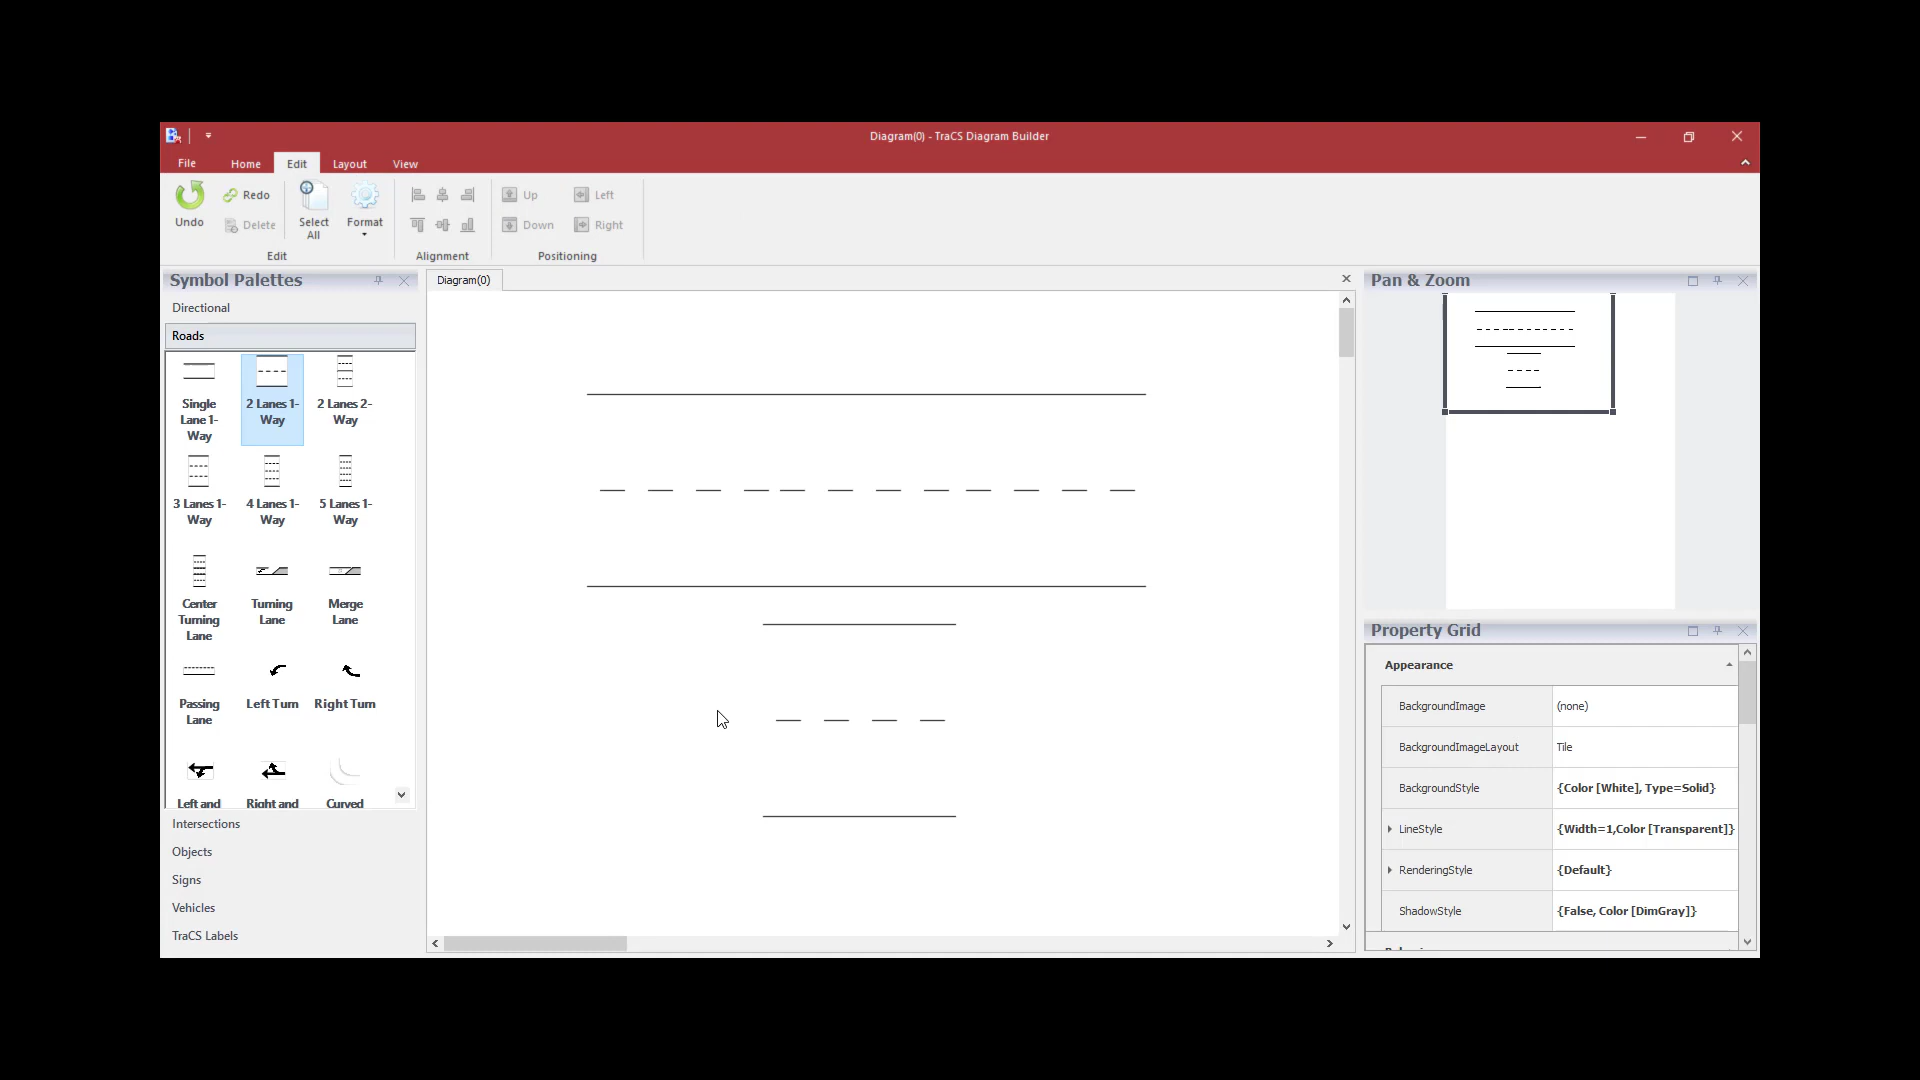 Diagram(0) - TraCS Diagram Builder
File Home Edit Layout View
Undo
Redo
Delete
Select
All
Format
Up
Down
Left
Right
Edit
Alignment
Positioning
Symbol Palettes
Directional
Roads
Single
Lane 1-
Way
2 Lanes 1-
Way
2 Lanes 2-
Way
3 Lanes 1-
Way
4 Lanes 1-
Way
5 Lanes 1-
Way
Center
Turning
Lane
Turning
Lane
Merge
Lane
Passing
Lane
Left Turn
Right Turn
Left and
Right and
Curved
Intersections
Objects
Signs
Vehicles
TraCS Labels
Diagram(0)
Pan & Zoom
Property Grid
Appearance
BackgroundImage (none)
BackgroundImageLayout Tile
BackgroundStyle {Color [White], Type=Solid}
LineStyle {Width=1,Color [Transparent]}
RenderingStyle {Default}
ShadowStyle {False, Color [DimGray]}